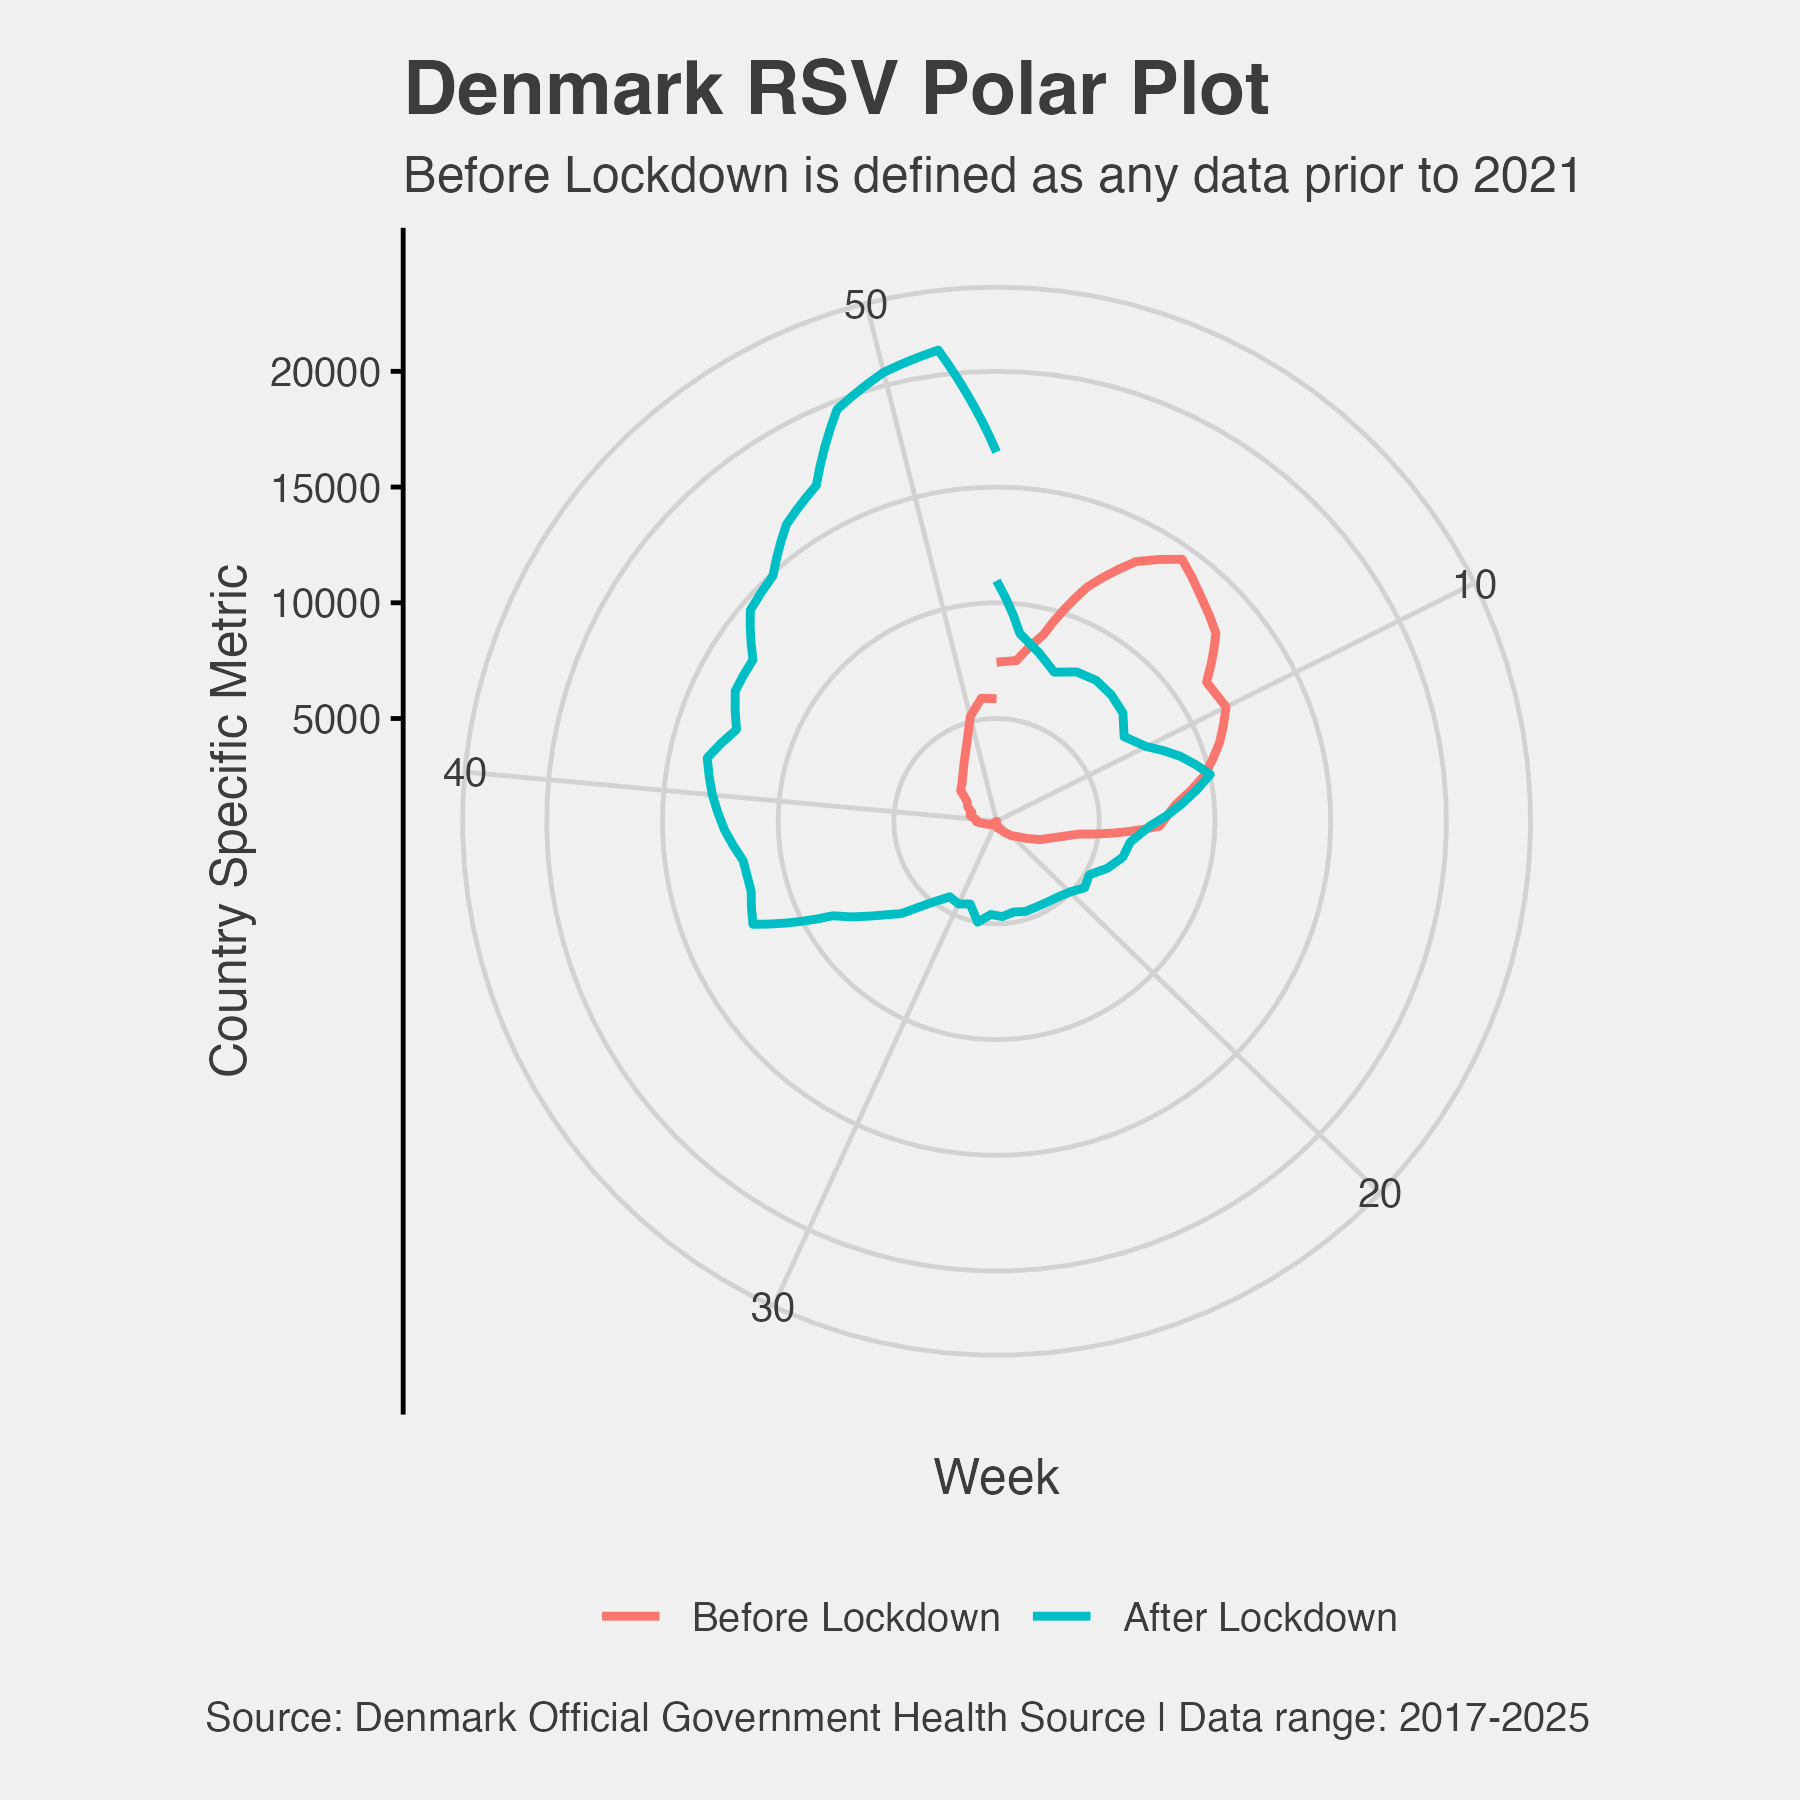 Denmark RSV Polar Plot
Before Lockdown is defined as any data prior to 2021
50
20000
15000
10
10000
Country Specific Metric
5000
40
20
30
Week
Before Lockdown
After Lockdown
Source: Denmark Official Government Health Source | Data range: 2017-2025